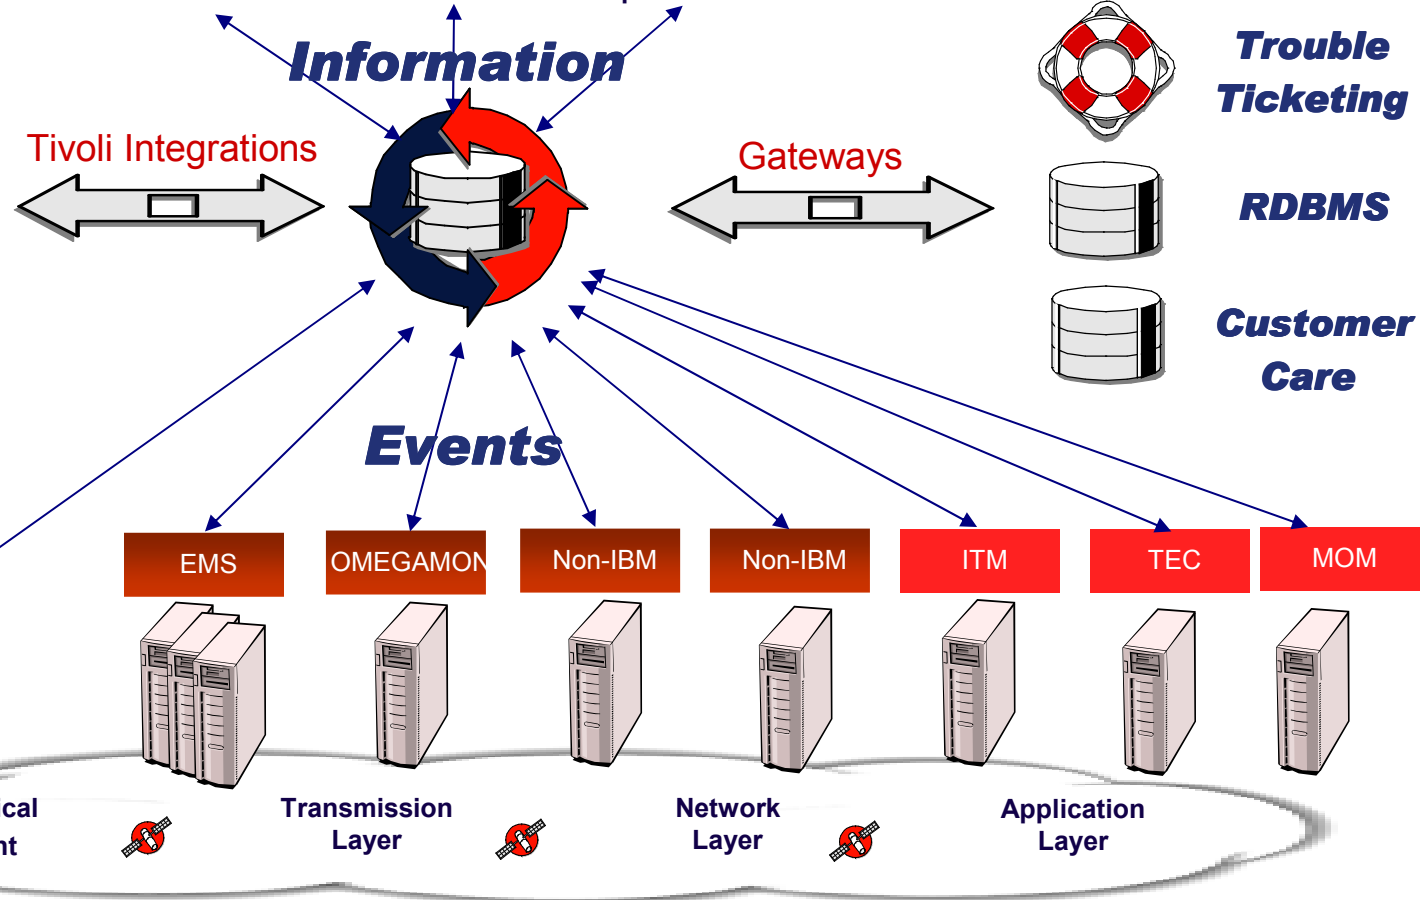 Information
Trouble
Ticketing
Tivoli Integrations
Gateways
RDBMS
Customer
Care
Events
EMS
OMEGAMON
Non-IBM
Non-IBM
ITM
TEC
MOM
Transmission
Layer
Network
Layer
Application
Layer